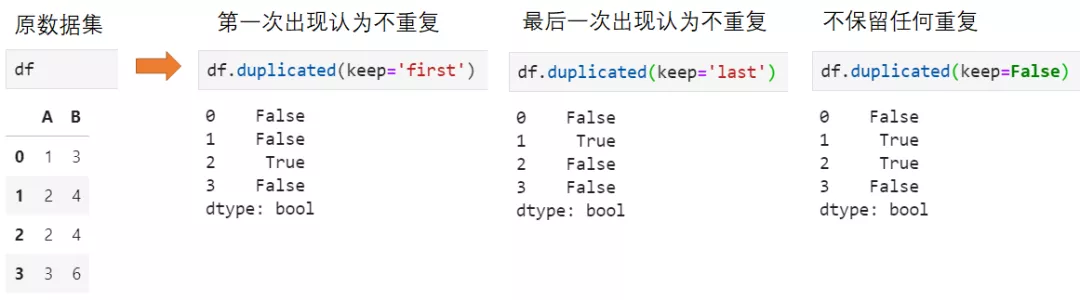 原数据集
df
A B
0 1 3
1 2 4
2 2 4
3 3 6
第一次出现认为不重复
df.duplicated(keep='first')
0 False
1 False
2 True
3 False
dtype: bool
最后一次出现认为不重复
df.duplicated(keep='last')
0 False
1 True
2 False
3 False
dtype: bool
不保留任何重复
df.duplicated(keep=False)
0 False
1 True
2 True
3 False
dtype: bool